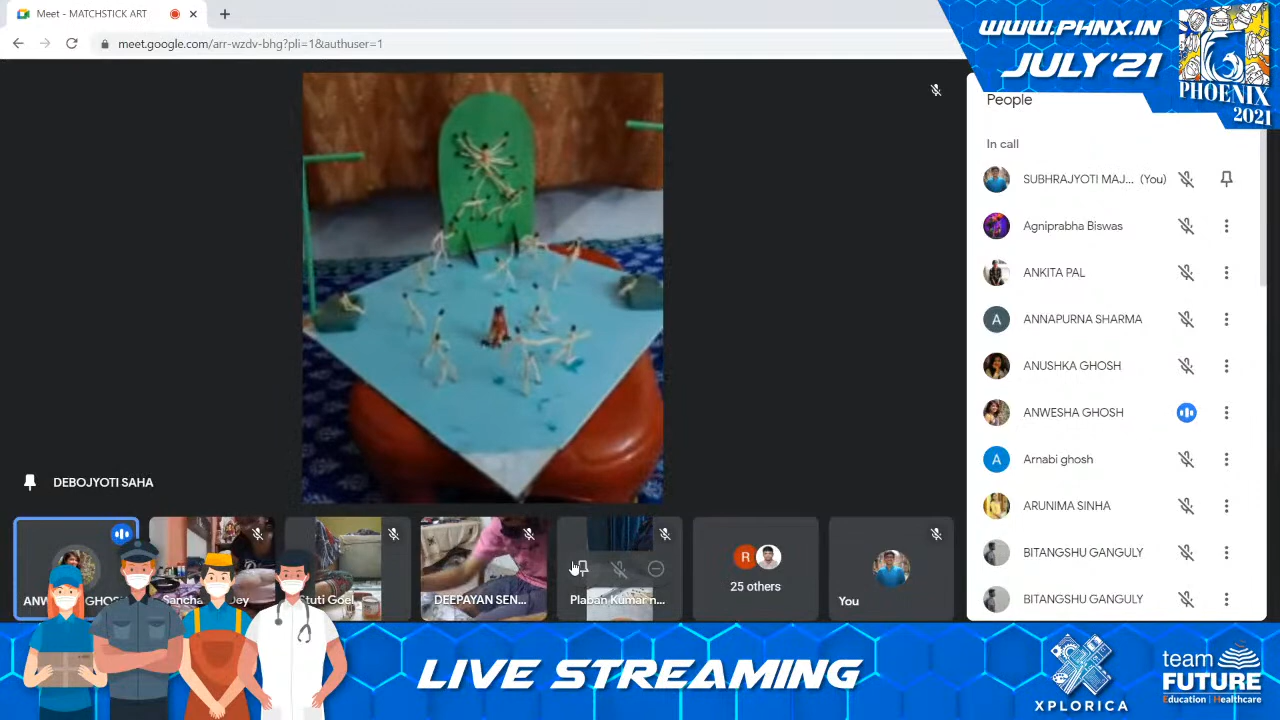 Meet - MATCHSTICK ART
meet.google.com/arr-wzdv-bhg?pli=1&authuser=1
WWW.PHNX.IN
JULY'21
PHOENIX
2021
People
In call
SUBHRAJYOTI MAJ... (You)
Agniprabha Biswas
ANKITA PAL
A ANNAPURNA SHARMA
ANUSHKA GHOSH
ANWESHA GHOSH
A Arnabi ghosh
ARUNIMA SINHA
BITANGSHU GANGULY
BITANGSHU GANGULY
DEBOJYOTI SAHA
Stuti Goel
DEEPAYAN SEN...
Plaban Kumar n...
R
25 others
You
LIVE STREAMING
XPLORICA
team
FUTURE
Education | Healthcare